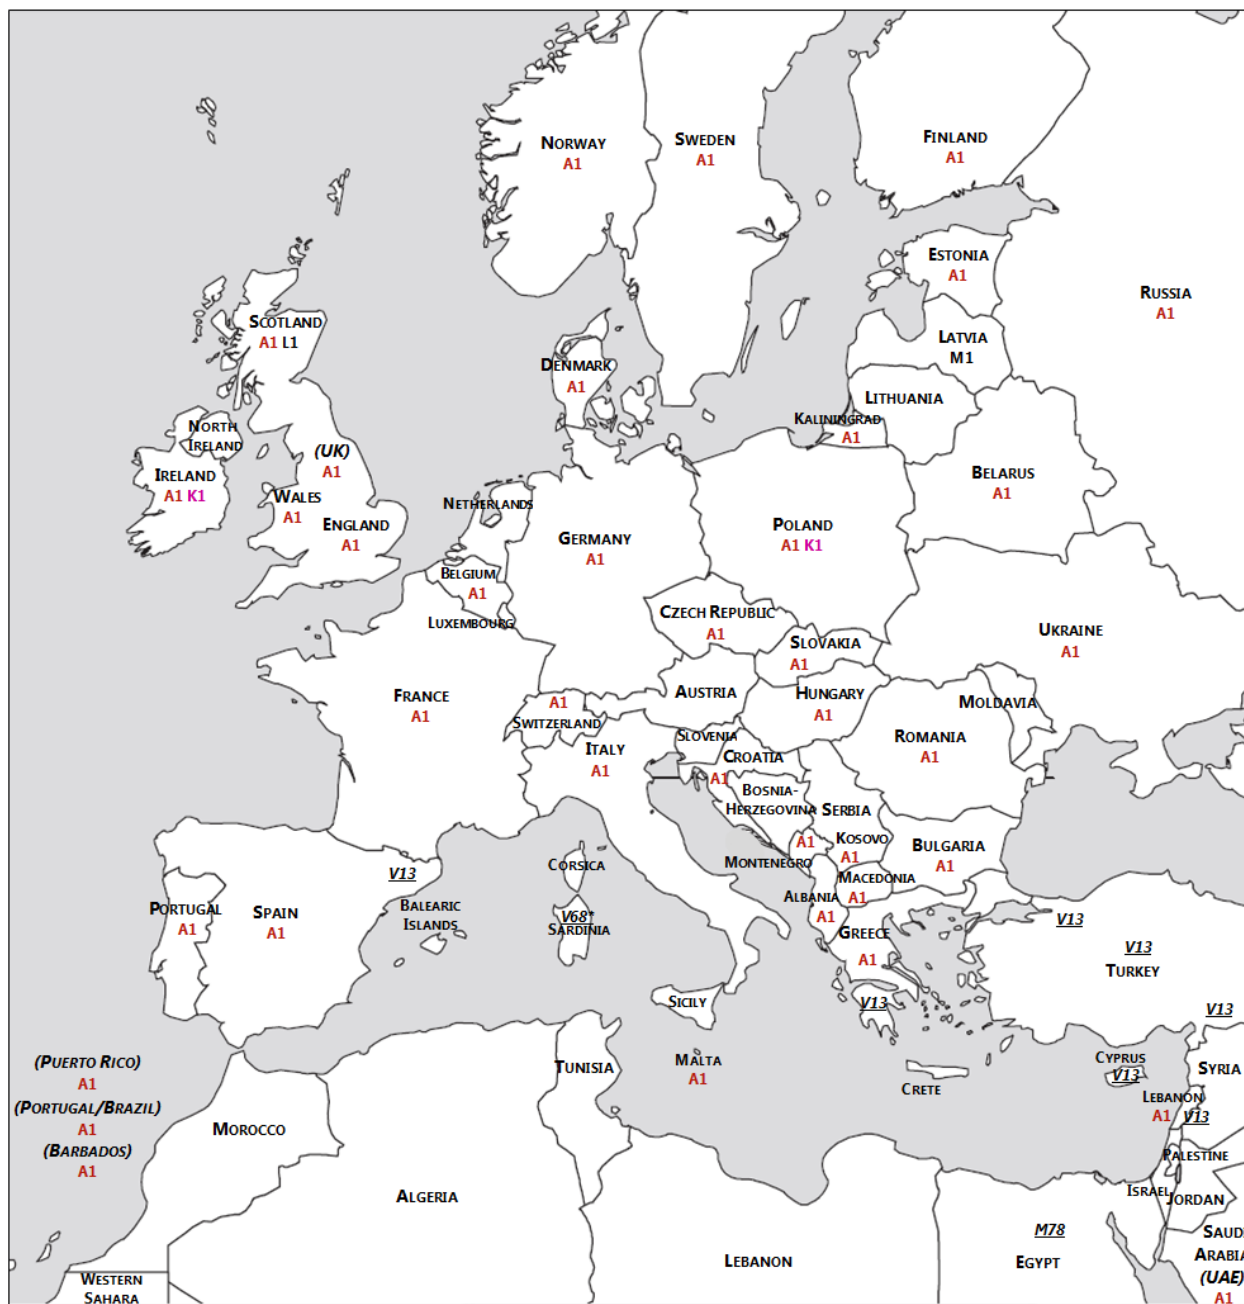 NORWAY
A1
SWEDEN
A1
FINLAND
A1
ESTONIA
A1
RUSSIA
A1
SCOTLAND
A1 L1
LATVIA
M1
DENMARK
A1
LITHUANIA
KALININGRAD
A1
NORTH
IRELAND
(UK)
A1
IRELAND
A1 K1
WALES
A1
ENGLAND
A1
NETHERLANDS
BELARUS
A1
GERMANY
A1
POLAND
A1 K1
BELGIUM
A1
LUXEMBOURG
CZECH REPUBLIC
A1
SLOVAKIA
A1
UKRAINE
A1
FRANCE
A1
A1
SWITZERLAND
AUSTRIA
HUNGARY
A1
MOLDAVIA
ROMANIA
A1
ITALY
A1
SLOVENIA
CROATIA
A1
BOSNIA-
HERZEGOVINA
SERBIA
A1
MONTENEGRO
KOSOVO
A1
BULGARIA
A1
V13
CORSICA
MACEDONIA
A1
ALBANIA
A1
PORTUGAL
A1
SPAIN
A1
BALEARIC
ISLANDS
V68*
SARDINIA
GREECE
A1
V13
V13
V13
TURKEY
SICILY
V13
MALTA
A1
CRETE
CYPRUS
V13
SYRIA
LEBANON
A1
V13
(PUERTO RICO)
A1
(PORTUGAL/BRAZIL)
A1
(BARBADOS)
A1
TUNISIA
MOROCCO
PALESTINE
ALGERIA
ISRAEL
JORDAN
LEBANON
M78
EGYPT
SAUDI
ARABIA
(UAE)
A1
WESTERN
SAHARA